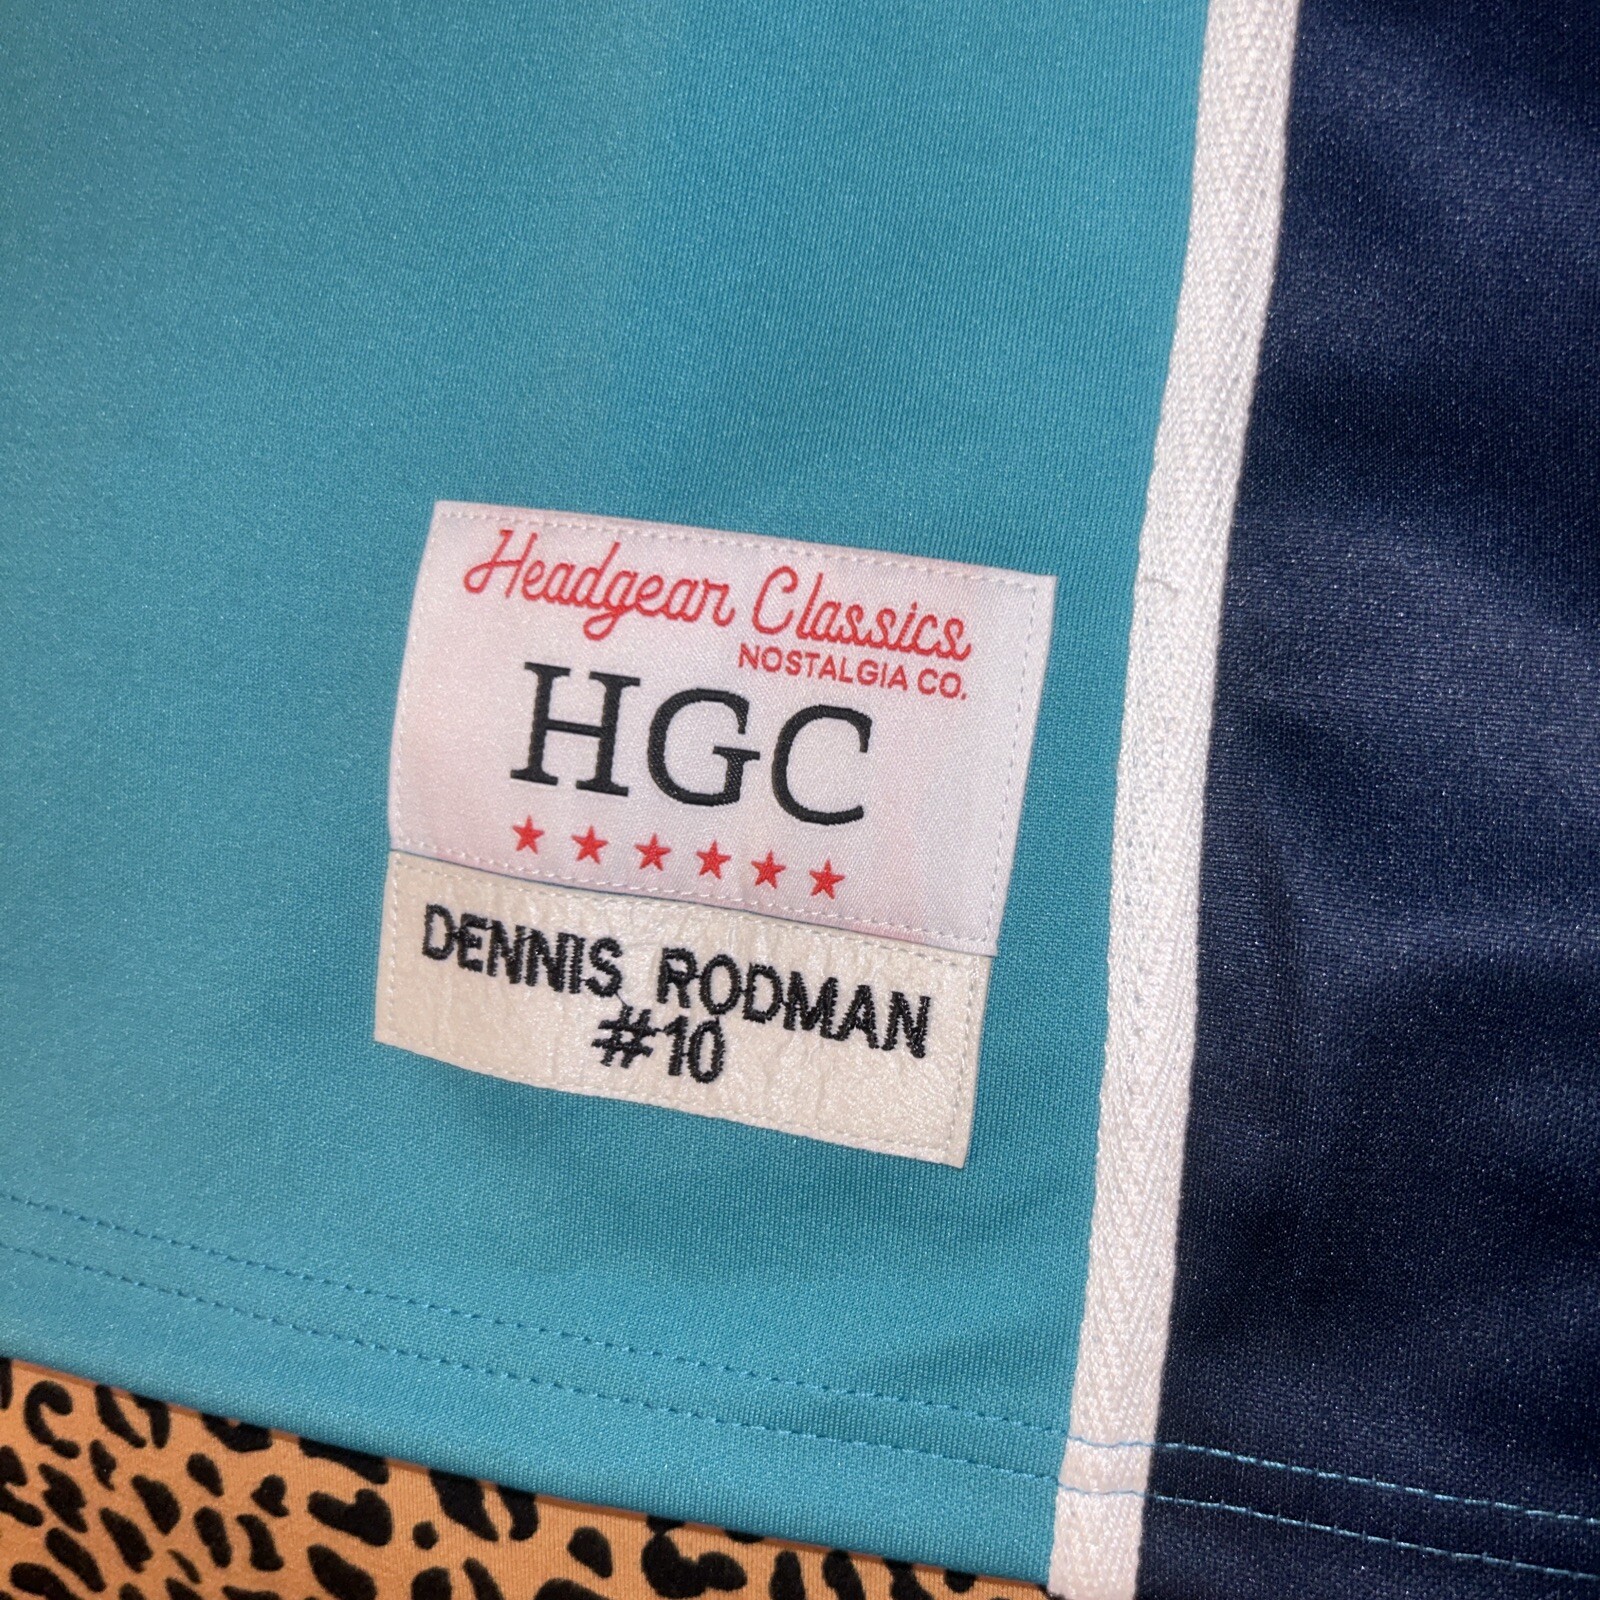 Headgear Classics
NOSTALGIA CO.
HGC
DENNIS RODMAN
#10